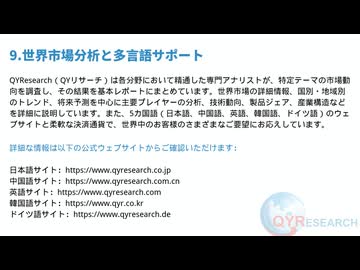 9.世界市場分析と多言語サポート
QYResearch（QYリサーチ）は各分野において精通した専門アナリストが、特定テーマの市場動
向を調査し、その結果を基本レポートにまとめています。世界市場の詳細情報、国別・地域別
のトレンド、将来予測を中心に主要プレイヤーの分析、技術動向、製品ジェア、産業構造など
を詳細に説明しています。また、5カ国語（日本語、中国語、英語、韓国語、ドイツ語）のウェ
ブサイトと柔軟な決済通貨で、世界中のお客様のさまざまなご要望にお応えしています。
詳細な情報は以下の公式ウェブサイトからご確認いただけます：
日本語サイト：https://www.qyresearch.co.jp
中国語サイト：https://www.qyresearch.com.cn
英語サイト：https://www.qyresearch.com
韓国語サイト：https://www.qyr.co.kr
ドイツ語サイト：https://www.qyresearch.de
QYRESEARCH